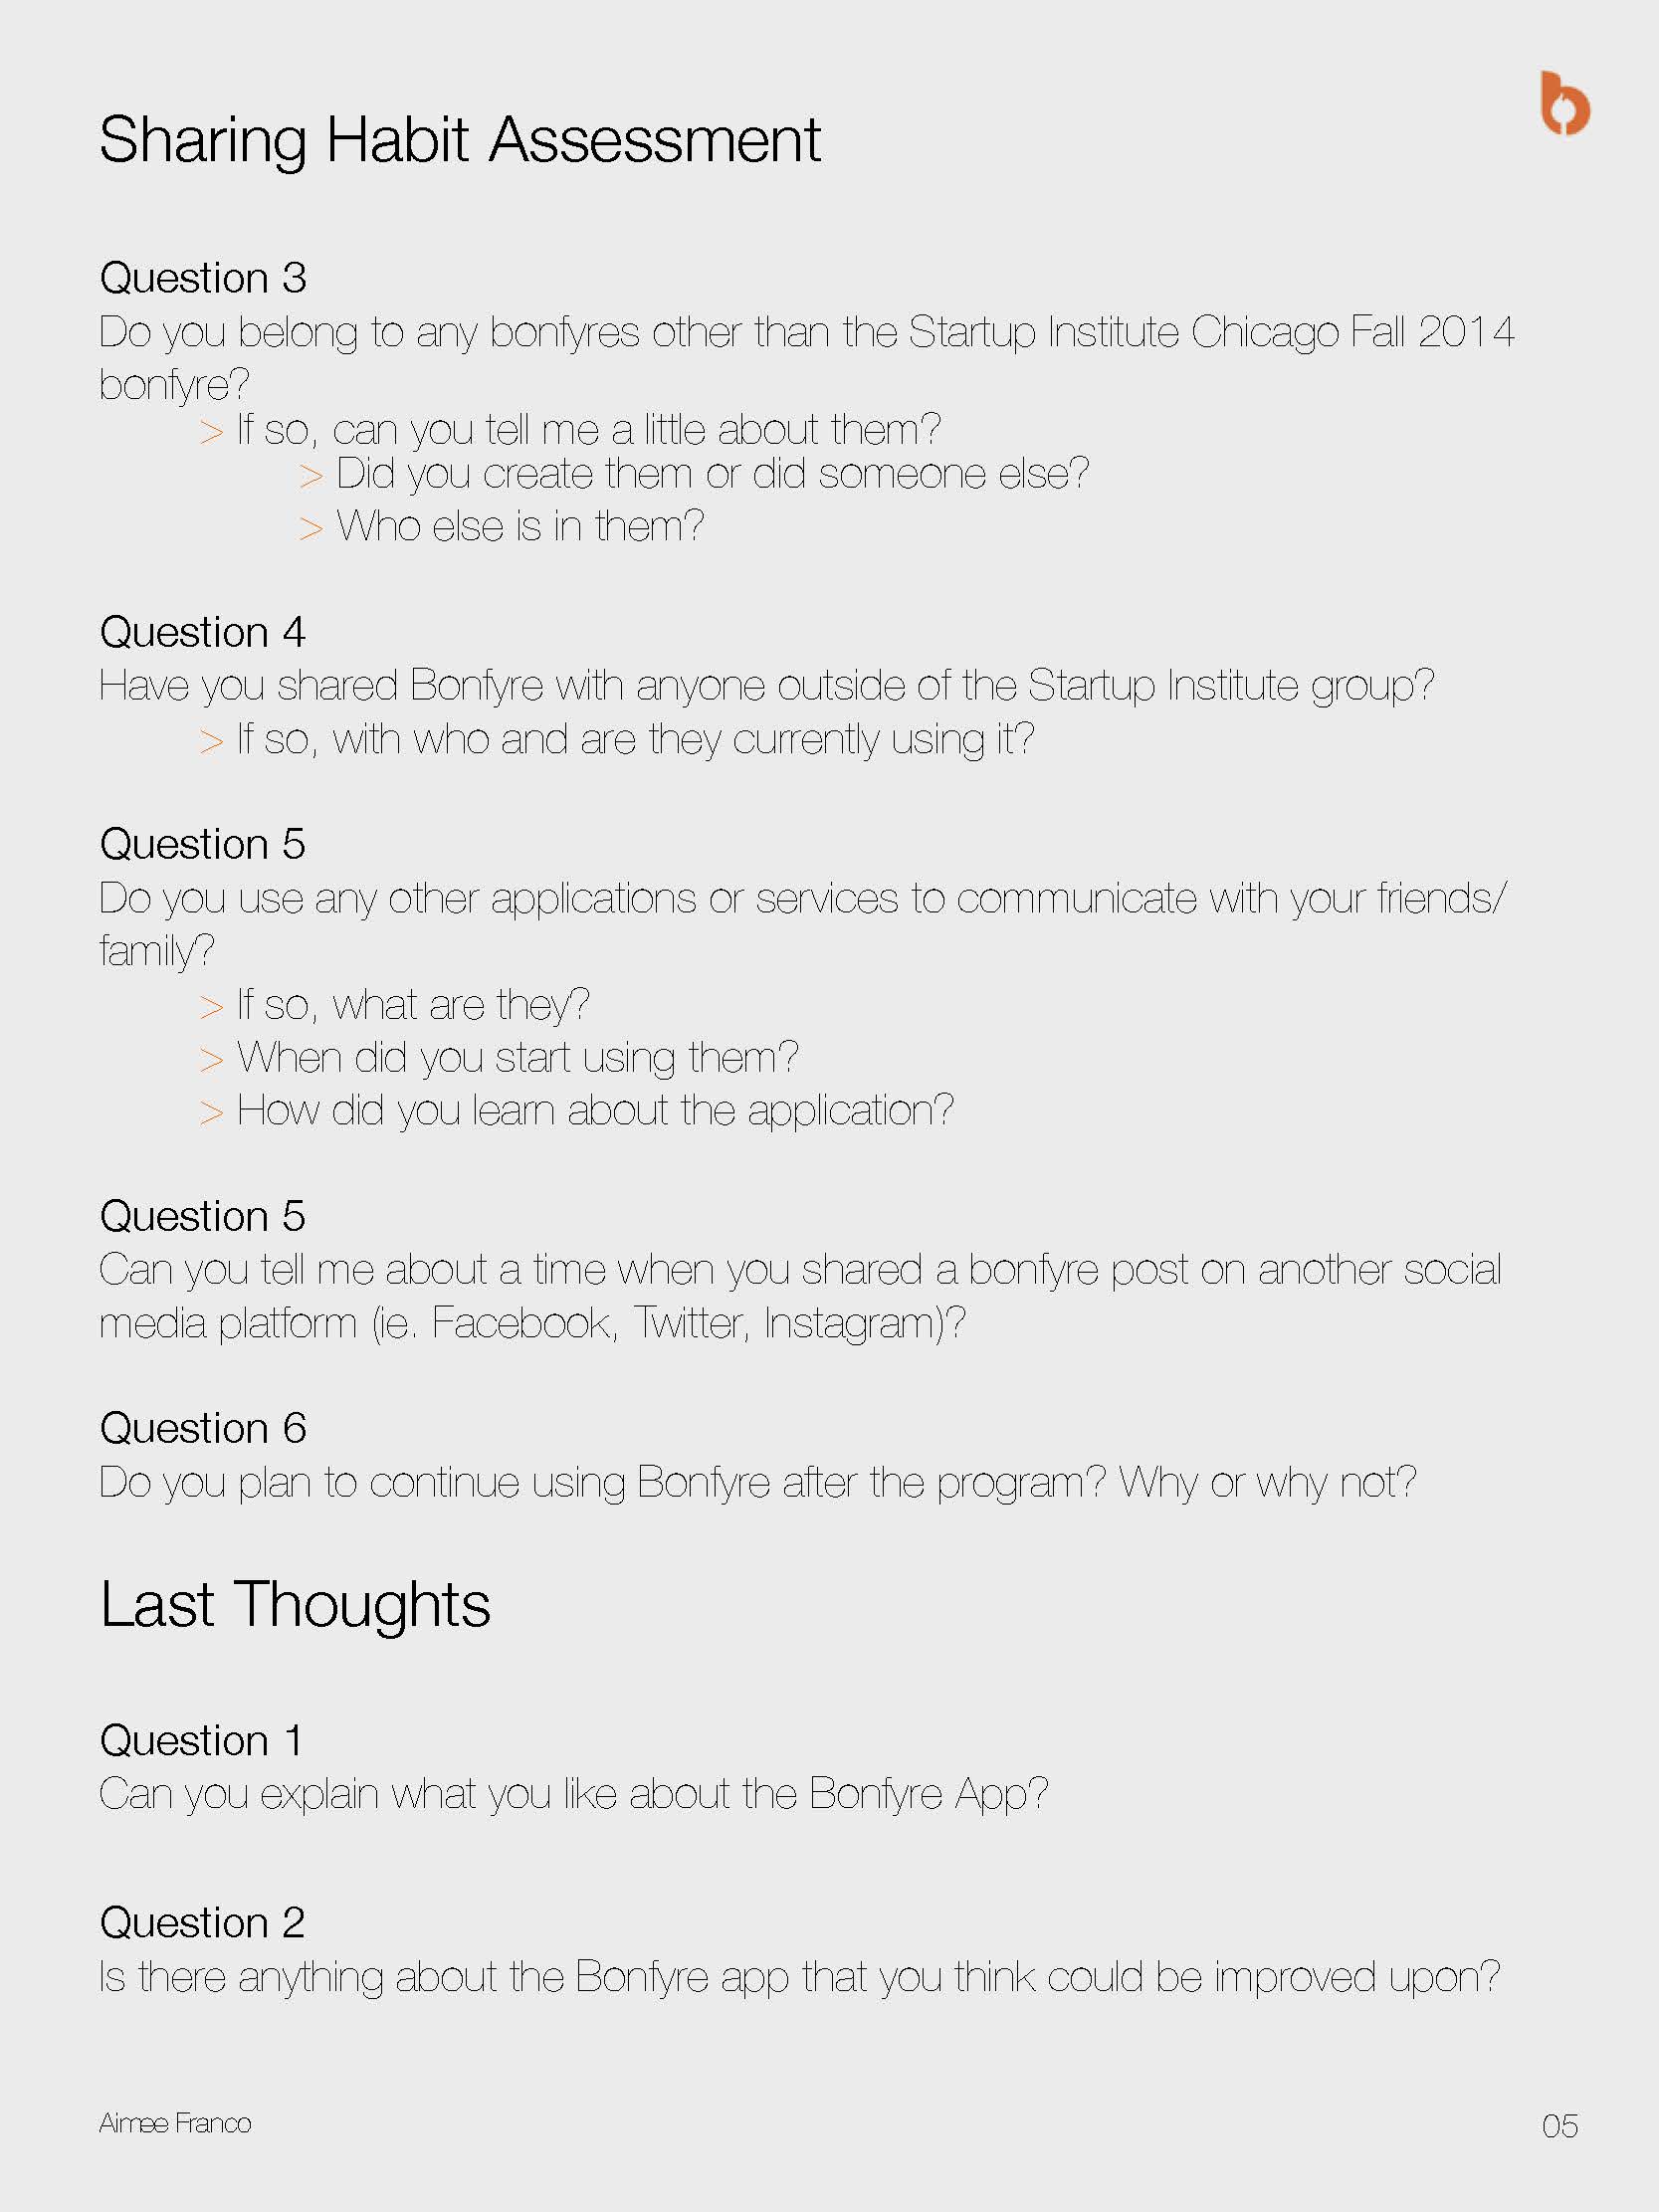 Sharing Habit Assessment
Question 3
Do you belong to any bonfyres other than the Startup Institute Chicago Fall 2014
bonfyre?
> If so, can you tell me a little about them?
> Did you create them or did someone else?
> Who else is in them?
Question 4
Have you shared Bonfyre with anyone outside of the Startup Institute group?
> If so, with who and are they currently using it?
Question 5
Do you use any other applications or services to communicate with your friends/
family?
> If so, what are they?
> When did you start using them?
> How did you learn about the application?
Question 5
Can you tell me about a time when you shared a bonfyre post on another social
media platform (ie. Facebook, Twitter, Instagram)?
Question 6
Do you plan to continue using Bonfyre after the program? Why or why not?
Last Thoughts
Question 1
Can you explain what you like about the Bonfyre App?
Question 2
Is there anything about the Bonfyre app that you think could be improved upon?
Aimee Franco
05